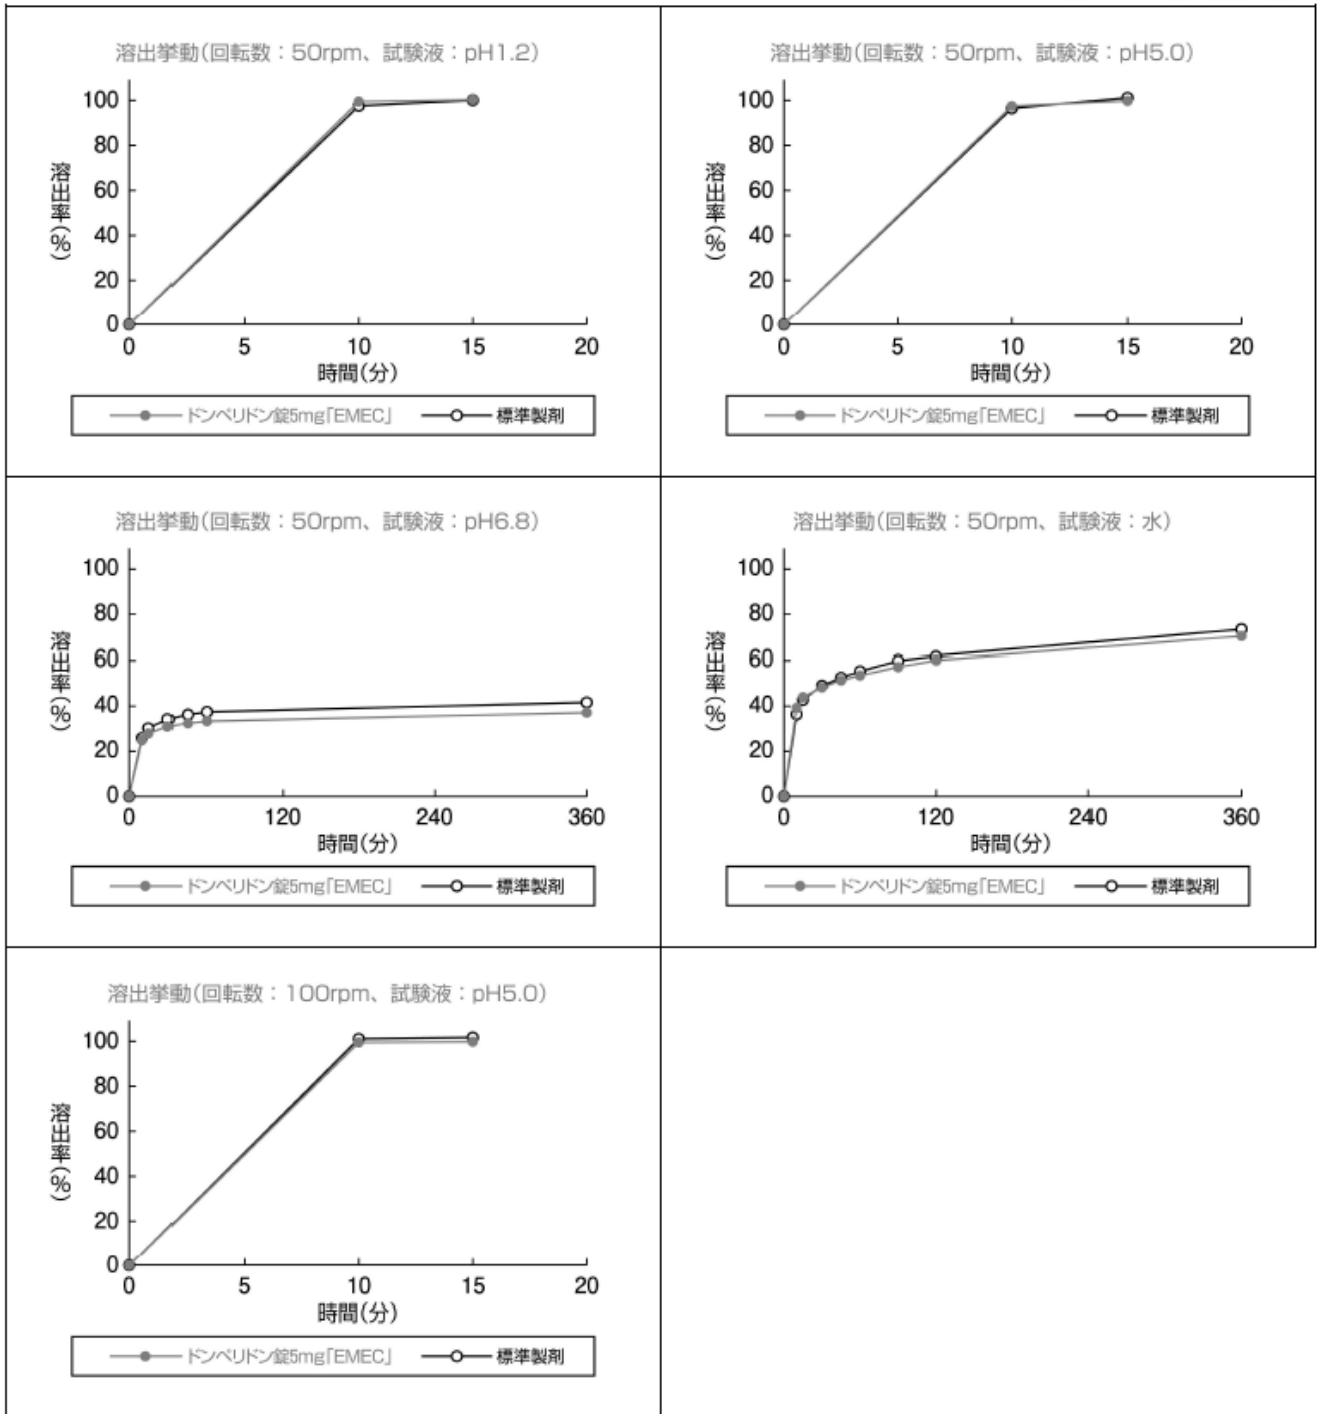 溶出挙動(回転数：50rpm、試験液：pH1.2)
100
80
60
40
20
0
溶出率(%)
0 5 10 15 20
時間(分)
ドンペリドン錠5mg「EMEC」 標準製剤
溶出挙動(回転数：50rpm、試験液：pH5.0)
100
80
60
40
20
0
溶出率(%)
0 5 10 15 20
時間(分)
ドンペリドン錠5mg「EMEC」 標準製剤
溶出挙動(回転数：50rpm、試験液：pH6.8)
100
80
60
40
20
0
溶出率(%)
0 120 240 360
時間(分)
ドンペリドン錠5mg「EMEC」 標準製剤
溶出挙動(回転数：50rpm、試験液：水)
100
80
60
40
20
0
溶出率(%)
0 120 240 360
時間(分)
ドンペリドン錠5mg「EMEC」 標準製剤
溶出挙動(回転数：100rpm、試験液：pH5.0)
100
80
60
40
20
0
溶出率(%)
0 5 10 15 20
時間(分)
ドンペリドン錠5mg「EMEC」 標準製剤